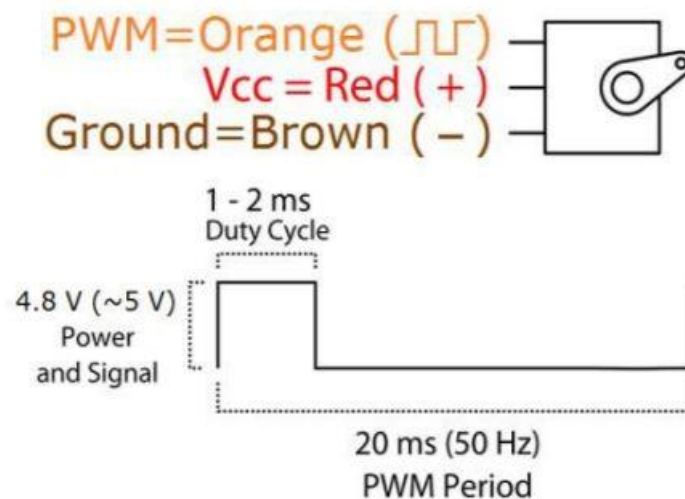 PWM=Orange (⎍⎍)
Vcc = Red ( + )
Ground=Brown ( − )
1 - 2 ms
Duty Cycle
4.8 V (~5 V)
Power
and Signal
20 ms (50 Hz)
PWM Period